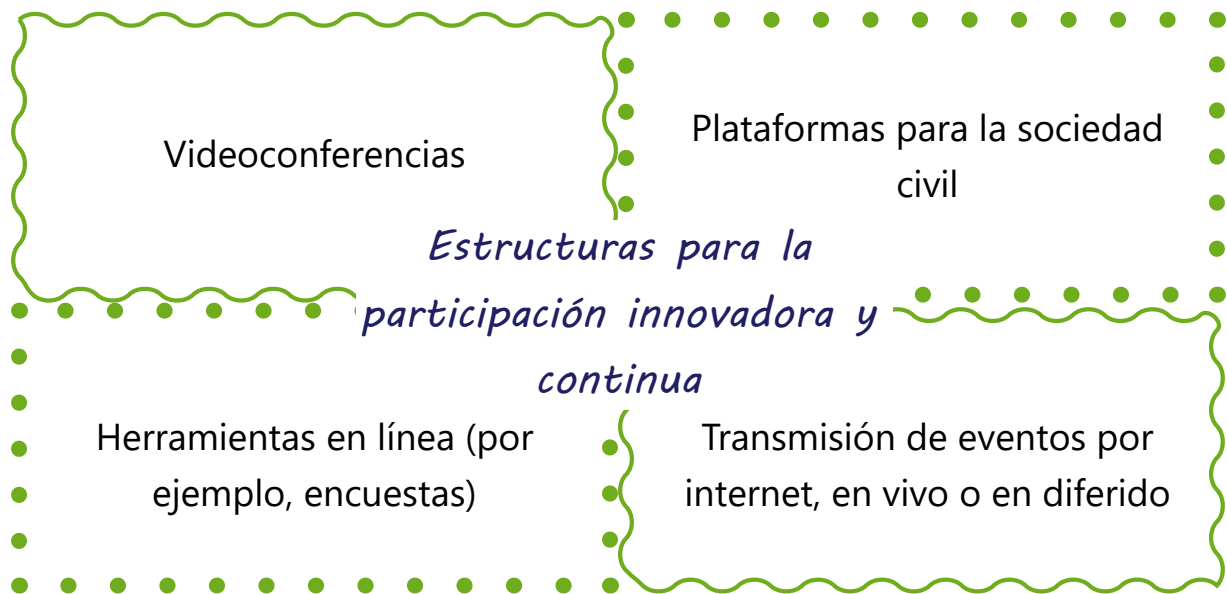 Videoconferencias
Plataformas para la sociedad
civil
Estructuras para la
participación innovadora y
continua
Herramientas en línea (por
ejemplo, encuestas)
Transmisión de eventos por
internet, en vivo o en diferido